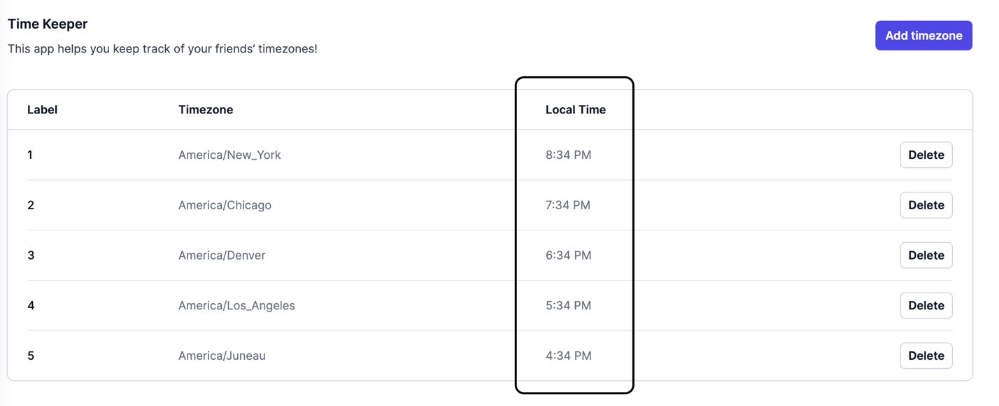 Time Keeper
Add timezone
This app helps you keep track of your friends’ timezones!
Label Timezone Local Time
1 America/New_York 8:34 PM Delete
2 America/Chicago 7:34 PM Delete
3 America/Denver 6:34 PM Delete
4 America/Los_Angeles 5:34 PM Delete
5 America/Juneau 4:34 PM Delete